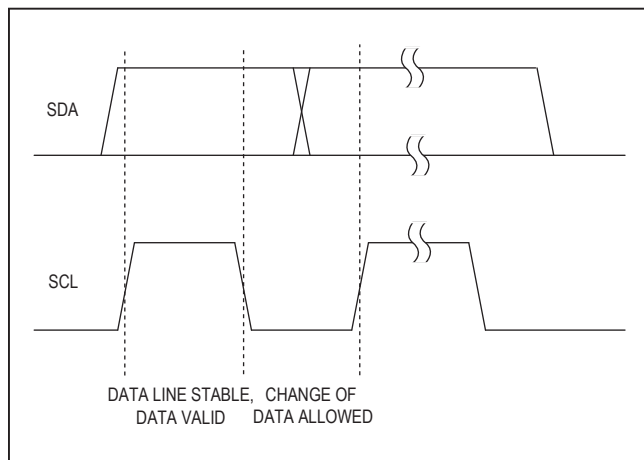 SDA
SCL
DATA LINE STABLE,
DATA VALID
CHANGE OF
DATA ALLOWED